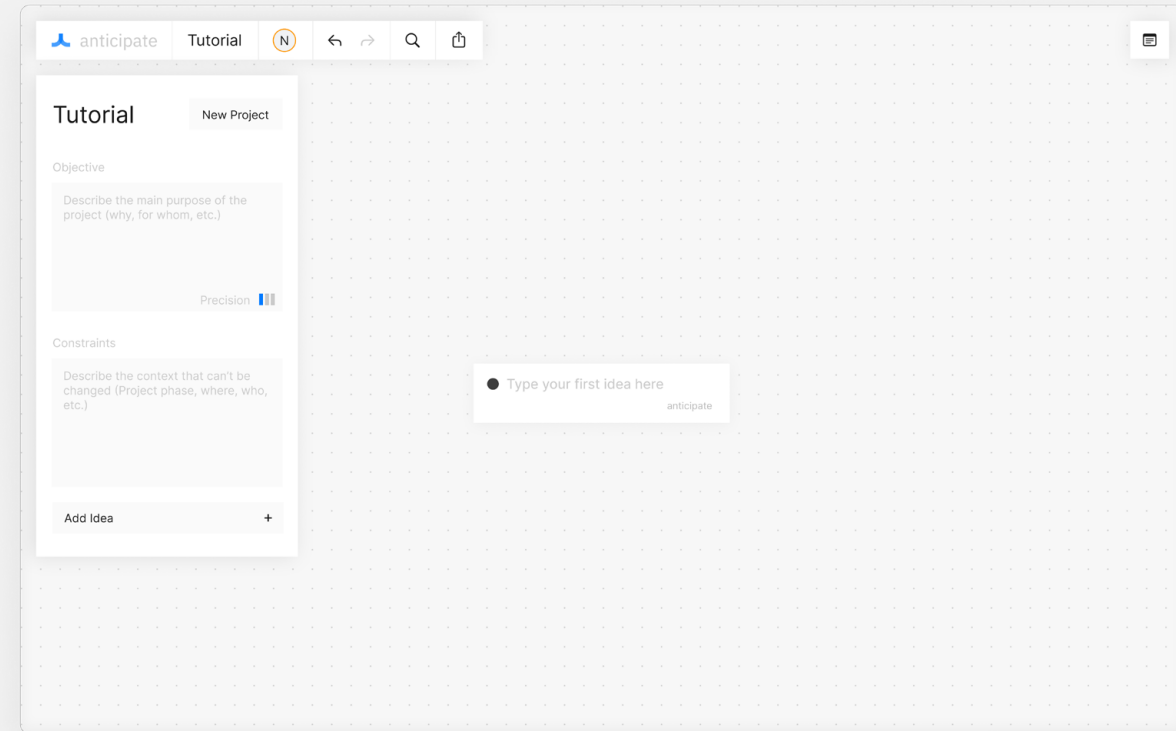 anticipate
Tutorial
N
Tutorial
New Project
Objective
Describe the main purpose of the
project (why, for whom, etc.)
Precision
Constraints
Describe the context that can't be
changed (Project phase, where, who,
etc.)
Add Idea
+
Type your first idea here
anticipate